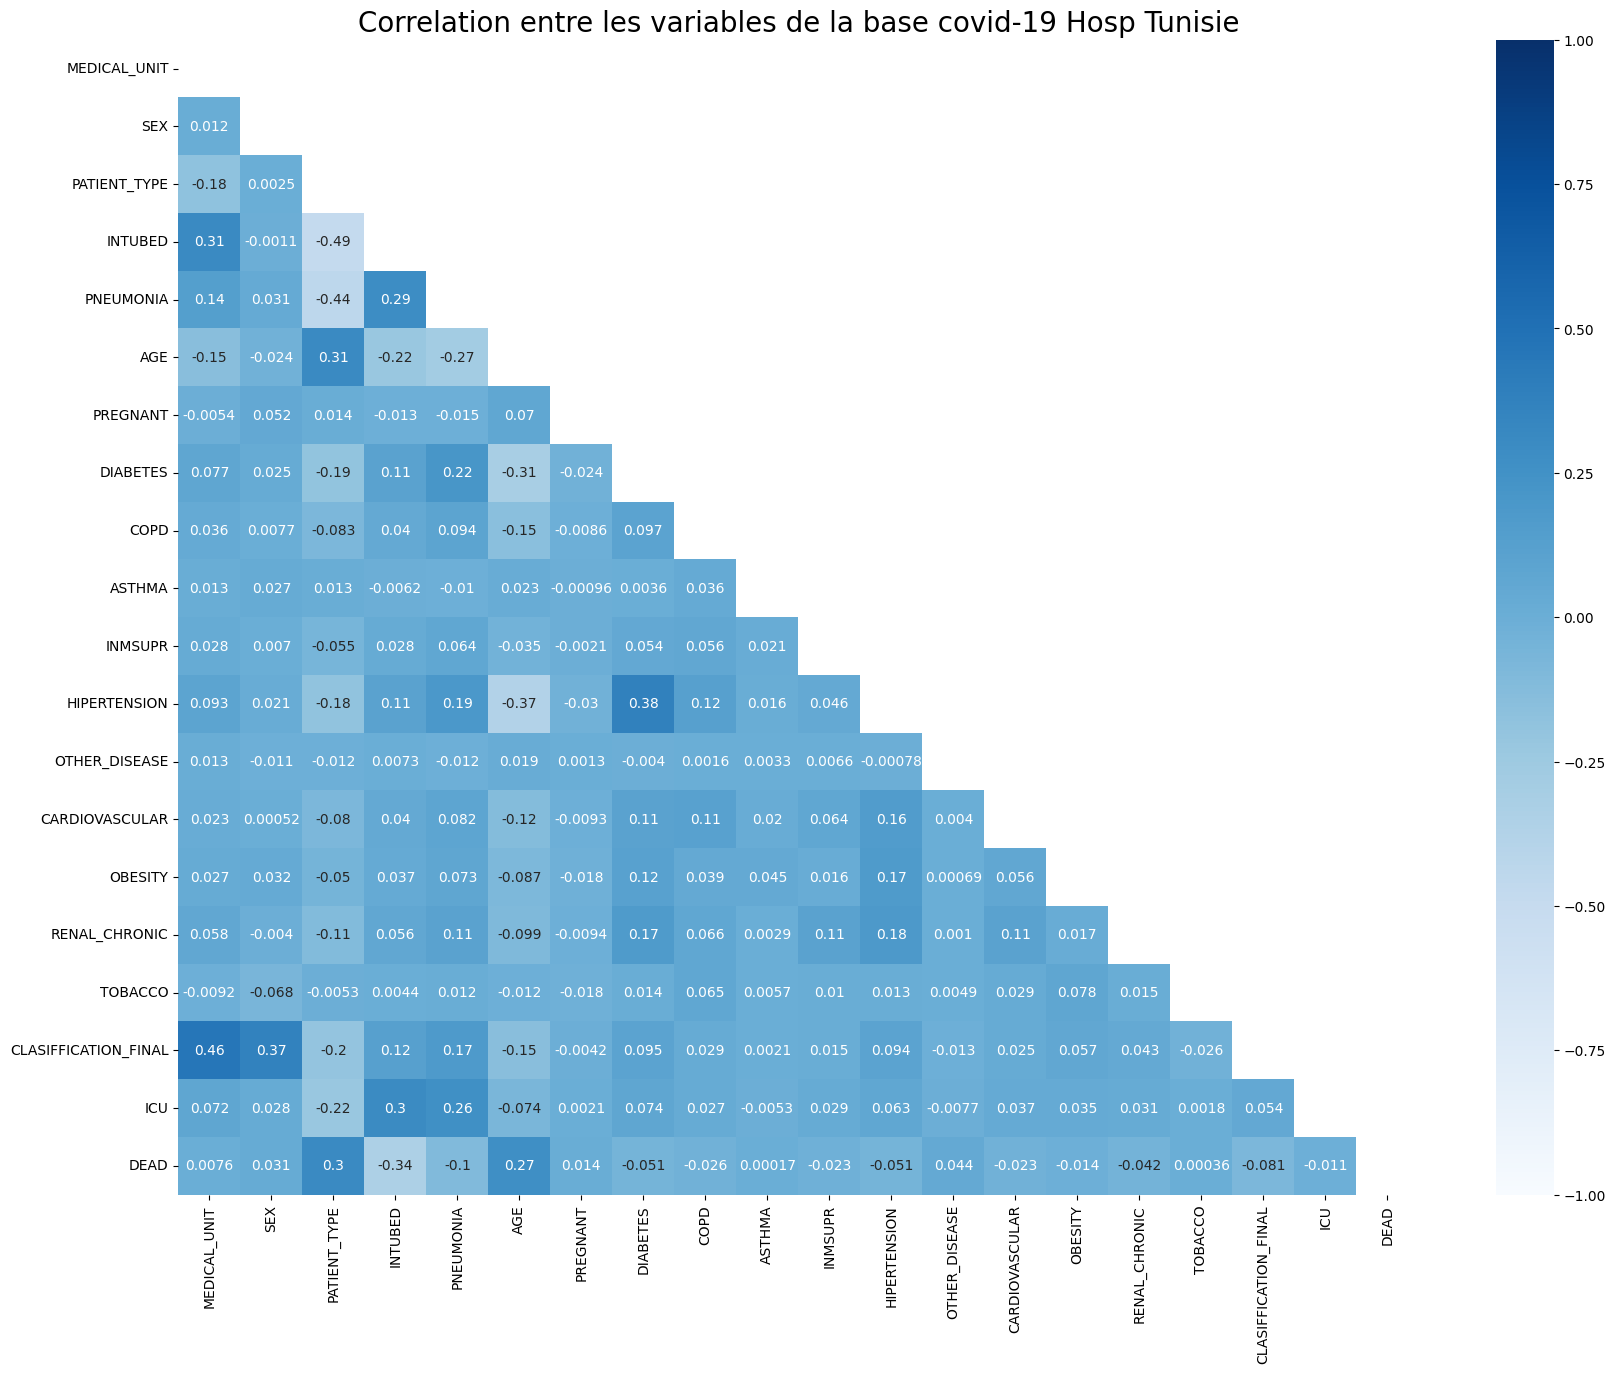 Correlation entre les variables de la base covid-19 Hosp Tunisie
1.00
MEDICAL_UNIT
SEX 0.012
0.75
PATIENT_TYPE -0.18 0.0025
INTUBED 0.31 -0.0011 -0.49
PNEUMONIA 0.14 0.031 -0.44 0.29
0.50
AGE -0.15 -0.024 0.31 -0.22 -0.27
PREGNANT -0.0054 0.052 0.014 -0.013 -0.015 0.07
DIABETES 0.077 0.025 -0.19 0.11 0.22 -0.31 -0.024
0.25
COPD 0.036 0.0077 -0.083 0.04 0.094 -0.15 -0.0086 0.097
ASTHMA 0.013 0.027 0.013 -0.0062 -0.01 0.023 -0.00096 0.0036 0.036
0.00
INMSUPR 0.028 0.007 -0.055 0.028 0.064 -0.035 -0.0021 0.054 0.056 0.021
HIPERTENSION 0.093 0.021 -0.18 0.11 0.19 -0.37 -0.03 0.38 0.12 0.016 0.046
OTHER_DISEASE 0.013 -0.011 -0.012 0.0073 -0.012 0.019 0.0013 -0.004 0.0016 0.0033 0.0066 -0.00078
−0.25
CARDIOVASCULAR 0.023 0.00052 -0.08 0.04 0.082 -0.12 -0.0093 0.11 0.11 0.02 0.064 0.16 0.004
OBESITY 0.027 0.032 -0.05 0.037 0.073 -0.087 -0.018 0.12 0.039 0.045 0.016 0.17 0.00069 0.056
−0.50
RENAL_CHRONIC 0.058 -0.004 -0.11 0.056 0.11 -0.099 -0.0094 0.17 0.066 0.0029 0.11 0.18 0.001 0.11 0.017
TOBACCO -0.0092 -0.068 -0.0053 0.0044 0.012 -0.012 -0.018 0.014 0.065 0.0057 0.01 0.013 0.0049 0.029 0.078 0.015
CLASIFFICATION_FINAL 0.46 0.37 -0.2 0.12 0.17 -0.15 -0.0042 0.095 0.029 0.0021 0.015 0.094 -0.013 0.025 0.057 0.043 -0.026
−0.75
ICU 0.072 0.028 -0.22 0.3 0.26 -0.074 0.0021 0.074 0.027 -0.0053 0.029 0.063 -0.0077 0.037 0.035 0.031 0.0018 0.054
DEAD 0.0076 0.031 0.3 -0.34 -0.1 0.27 0.014 -0.051 -0.026 0.00017 -0.023 -0.051 0.044 -0.023 -0.014 -0.042 0.00036 -0.081 -0.011
−1.00
MEDICAL_UNIT
SEX
PATIENT_TYPE
INTUBED
PNEUMONIA
AGE
PREGNANT
DIABETES
COPD
ASTHMA
INMSUPR
HIPERTENSION
OTHER_DISEASE
CARDIOVASCULAR
OBESITY
RENAL_CHRONIC
TOBACCO
CLASIFFICATION_FINAL
ICU
DEAD